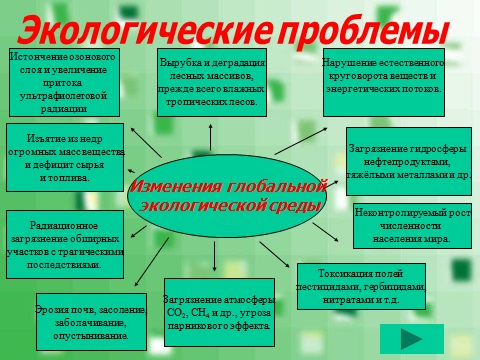 Экологические проблемы
Истончение озонового
слоя и увеличение
притока
ультрафиолетовой
радиации
Вырубка и деградация
лесных массивов,
прежде всего влажных
тропических лесов.
Нарушение естественного
круговорота веществ и
энергетических потоков.
Изъятие из недр
огромных масс вещества
и дефицит сырья
и топлива.
Изменения глобальной
экологической среды
Загрязнение гидросферы
нефтепродуктами,
тяжёлыми металлами и др.
Неконтролируемый рост
численности
населения мира.
Радиационное
загрязнение обширных
участков с трагическими
последствиями.
Токсикация полей
пестицидами, гербицидами,
нитратами и т.д.
Эрозия почв, засоление,
заболачивание,
опустынивание.
Загрязнение атмосферы
CO₂, CH₄ и др., угроза
парникового эффекта